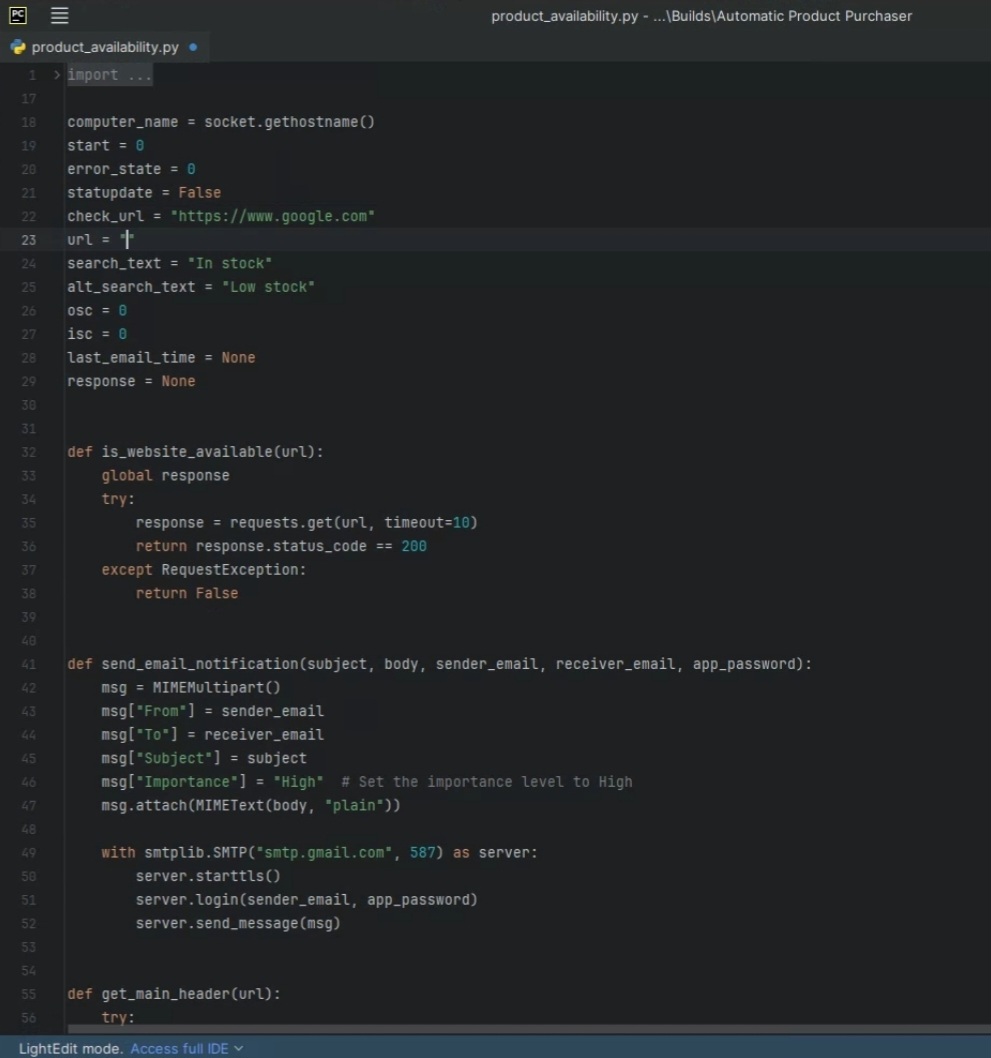 PC
product_availability.py - ...\Builds\Automatic Product Purchaser
product_availability.py
1 import ...
17
18 computer_name = socket.gethostname()
19 start = 0
20 error_state = 0
21 statupdate = False
22 check_url = "https://www.google.com"
23 url = ""
24 search_text = "In stock"
25 alt_search_text = "Low stock"
26 osc = 0
27 isc = 0
28 last_email_time = None
29 response = None
30
31
32 def is_website_available(url):
33     global response
34     try:
35         response = requests.get(url, timeout=10)
36         return response.status_code == 200
37     except RequestException:
38         return False
39
40
41 def send_email_notification(subject, body, sender_email, receiver_email, app_password):
42     msg = MIMEMultipart()
43     msg["From"] = sender_email
44     msg["To"] = receiver_email
45     msg["Subject"] = subject
46     msg["Importance"] = "High"  # Set the importance level to High
47     msg.attach(MIMEText(body, "plain"))
48
49     with smtplib.SMTP("smtp.gmail.com", 587) as server:
50         server.starttls()
51         server.login(sender_email, app_password)
52         server.send_message(msg)
53
54
55 def get_main_header(url):
56     try:
LightEdit mode. Access full IDE